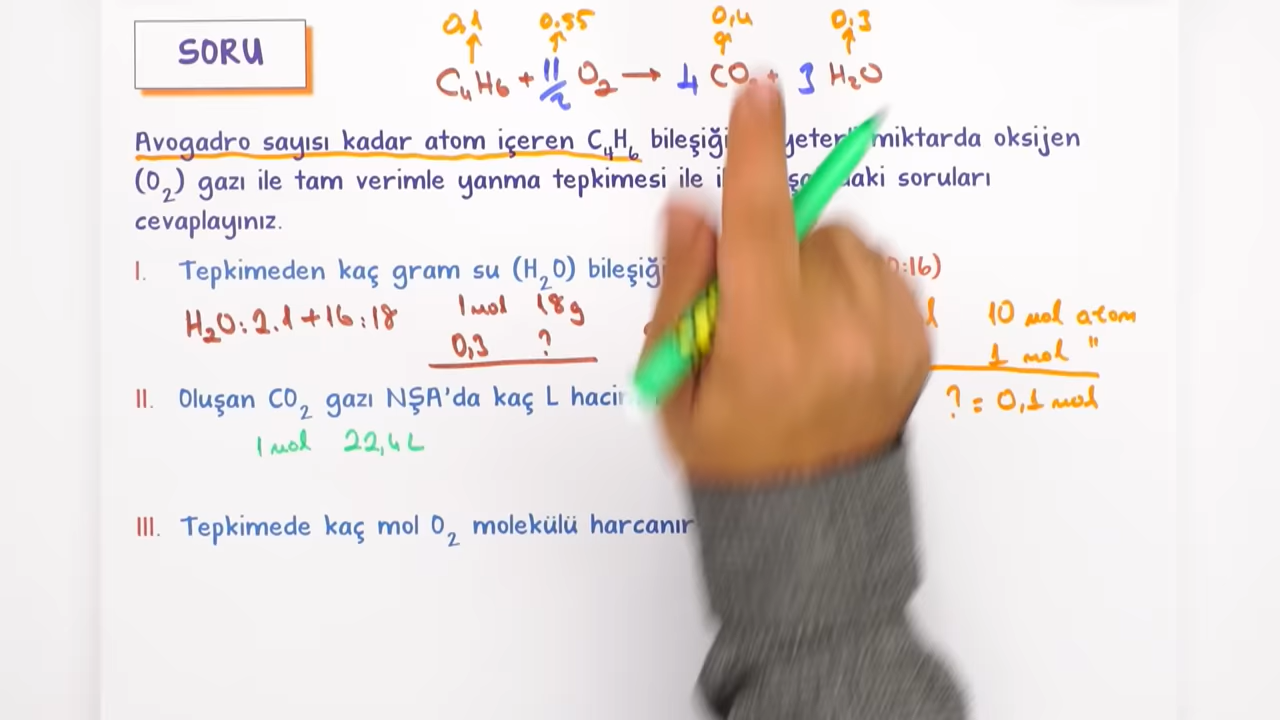 SORU
0,1 0,55 0,4 0,3
C4H6 + 11/2 O2 → 4 CO2 + 3 H2O
Avogadro sayısı kadar atom içeren C4H6 miktarda oksijen
(O2) gazı ile tam verimle yanma tepkimesi ile soruları
cevaplayınız.
I. Tepkimeden kaç gram su (H2O) :16)
H2O:2.1+16:18 1 mol 18g 10 mol atom
0,3 ? 1 mol "
II. Oluşan CO2 gazı NŞA'da kaç L ? = 0,1 mol
1 mol 22,4 L
III. Tepkimede kaç mol O2 molekülü harcanır